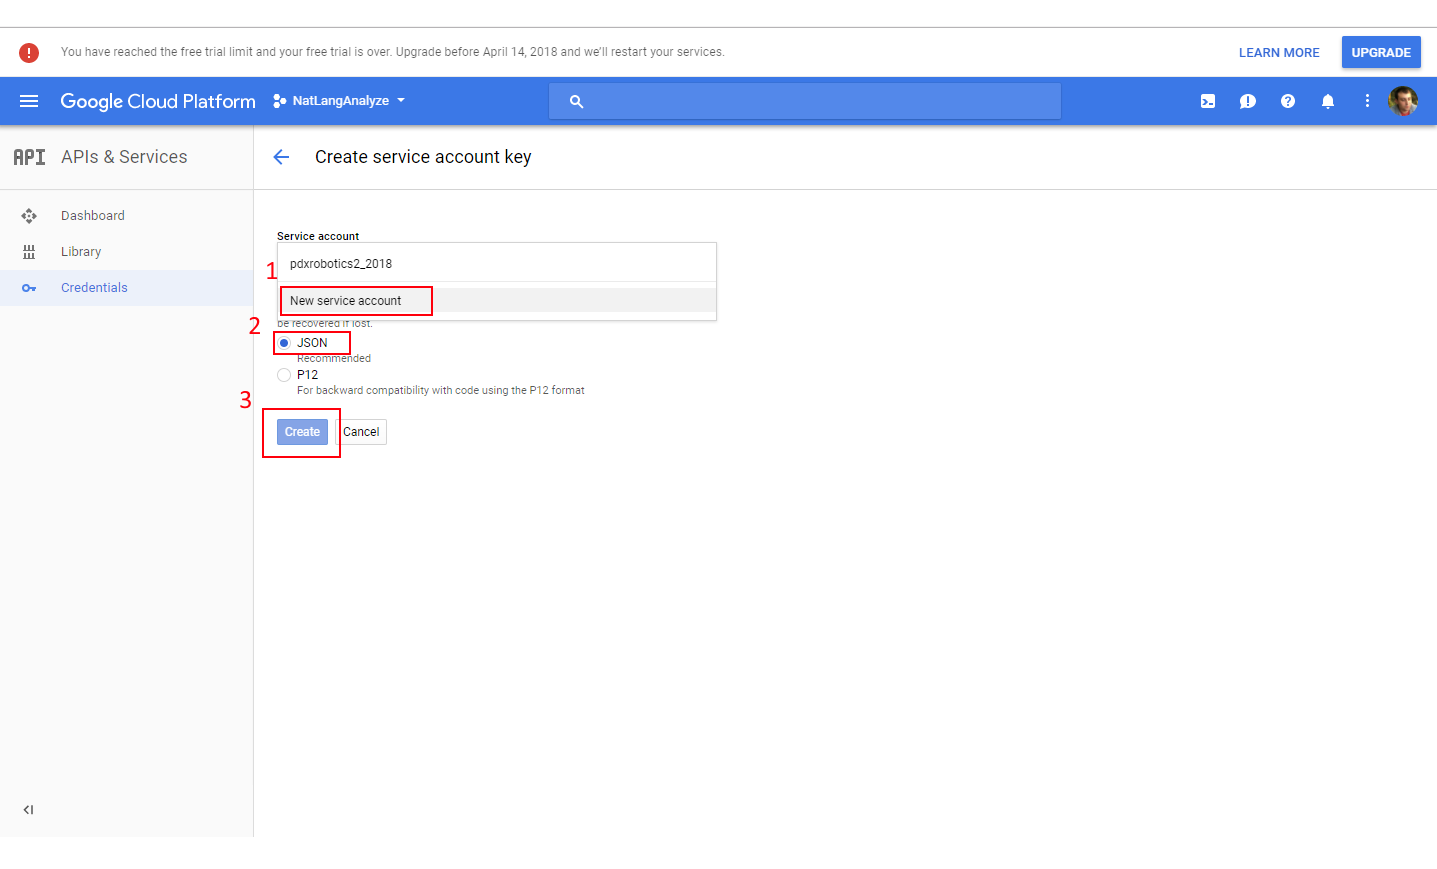 You have reached the free trial limit and your free trial is over. Upgrade before April 14, 2018 and we'll restart your services.
LEARN MORE
UPGRADE
Google Cloud Platform
NatLangAnalyze
API
APIs & Services
Create service account key
Dashboard
Library
Credentials
Service account
1
pdxrobotics2_2018
New service account
be recovered if lost.
2
JSON
Recommended
P12
For backward compatibility with code using the P12 format
3
Create
Cancel